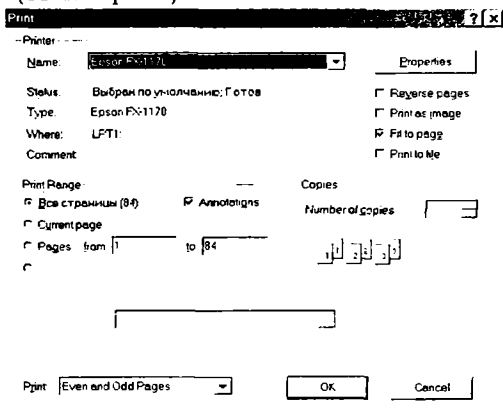 Print
Printer
Name: Epson FX-1170
Properties
Status: Выбран по умолчанию; Готов
Reverse pages
Type: Epson FX-1170
Print as image
Where: LPT1:
Fit to page
Comment
Print to file
Print Range
Copies
Все страницы (84)
Annotations
Number of copies
Current page
Pages from 1 to 84
Print Even and Odd Pages
OK
Cancel